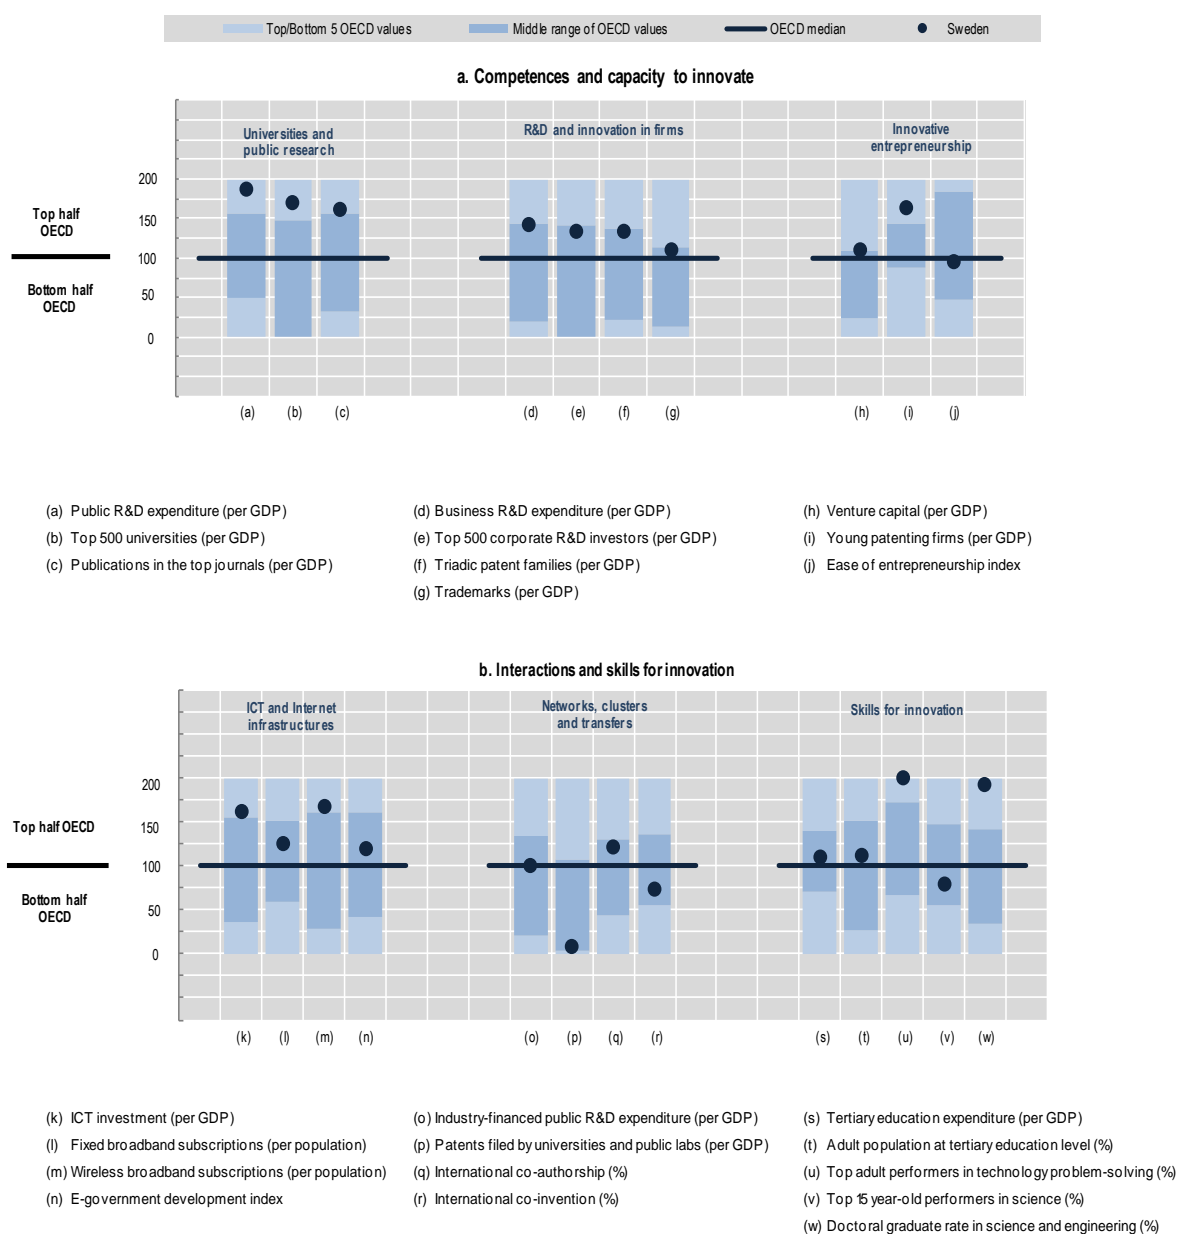 Top/Bottom 5 OECD values Middle range of OECD values OECD median Sweden
a. Competences and capacity to innovate
Universities and
public research
R&D and innovation in firms
Innovative
entrepreneurship
200
150
100
50
0
Top half
OECD
Bottom half
OECD
(a) (b) (c) (d) (e) (f) (g) (h) (i) (j)
(a) Public R&D expenditure (per GDP)
(b) Top 500 universities (per GDP)
(c) Publications in the top journals (per GDP)
(d) Business R&D expenditure (per GDP)
(e) Top 500 corporate R&D investors (per GDP)
(f) Triadic patent families (per GDP)
(g) Trademarks (per GDP)
(h) Venture capital (per GDP)
(i) Young patenting firms (per GDP)
(j) Ease of entrepreneurship index
b. Interactions and skills for innovation
ICT and Internet
infrastructures
Networks, clusters
and transfers
Skills for innovation
200
150
100
50
0
Top half OECD
Bottom half
OECD
(k) (l) (m) (n) (o) (p) (q) (r) (s) (t) (u) (v) (w)
(k) ICT investment (per GDP)
(l) Fixed broadband subscriptions (per population)
(m) Wireless broadband subscriptions (per population)
(n) E-government development index
(o) Industry-financed public R&D expenditure (per GDP)
(p) Patents filed by universities and public labs (per GDP)
(q) International co-authorship (%)
(r) International co-invention (%)
(s) Tertiary education expenditure (per GDP)
(t) Adult population at tertiary education level (%)
(u) Top adult performers in technology problem-solving (%)
(v) Top 15 year-old performers in science (%)
(w) Doctoral graduate rate in science and engineering (%)